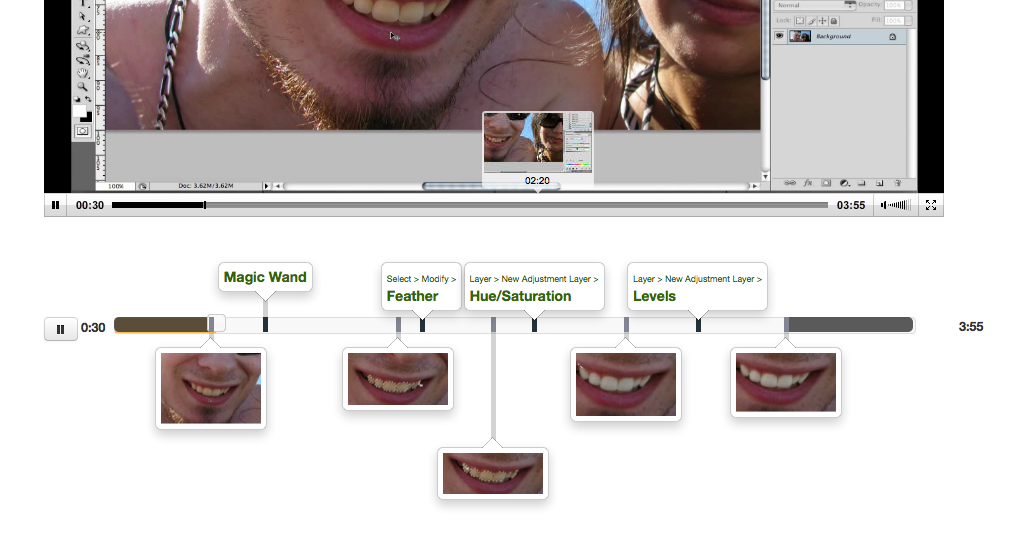 Normal
Opacity: 100%
Lock:
Fill: 100%
Background
100%
Doc: 3.62M/3.62M
fx
02:20
00:30
03:55
Magic Wand
Select > Modify >
Feather
Layer > New Adjustment Layer >
Hue/Saturation
Layer > New Adjustment Layer >
Levels
0:30
3:55